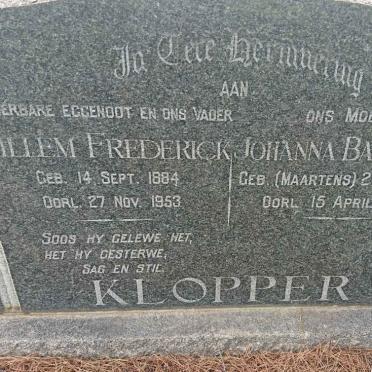 In Tere Herinnering
AAN
ERBARE EGGENOOT EN ONS VADER
ILLEM FREDERICK
GEB. 14 SEPT. 1884
OORL. 27 NOV. 1953
SOOS HY GELEWE HET,
HET HY GESTERWE,
SAG EN STIL.
ONS MO
JOHANNA BA
GEB. (MAARTENS) 2
OORL. 15 APRIL
KLOPPER